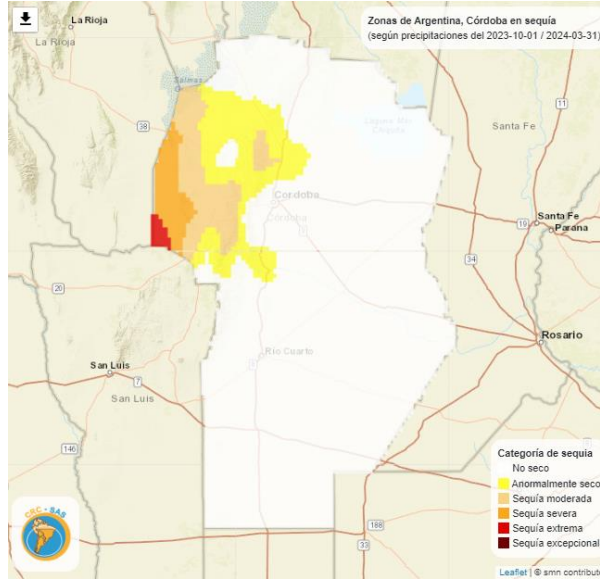 La Rioja
La Rioja
Zonas de Argentina, Córdoba en sequía
(según precipitaciones del 2023-10-01 / 2024-03-31)
Salinas
11
38
Santa Fe
Cordoba
Córdoba
19
Santa Fe
Parana
34
20
Rosario
Río Cuarto
San Luis
7
San Luis
146
Categoría de sequia
No seco
Anormalmente seco
Sequía moderada
Sequía severa
Sequía extrema
Sequía excepcional
CRC - SAS
188
33
Leaflet | © smn contribut